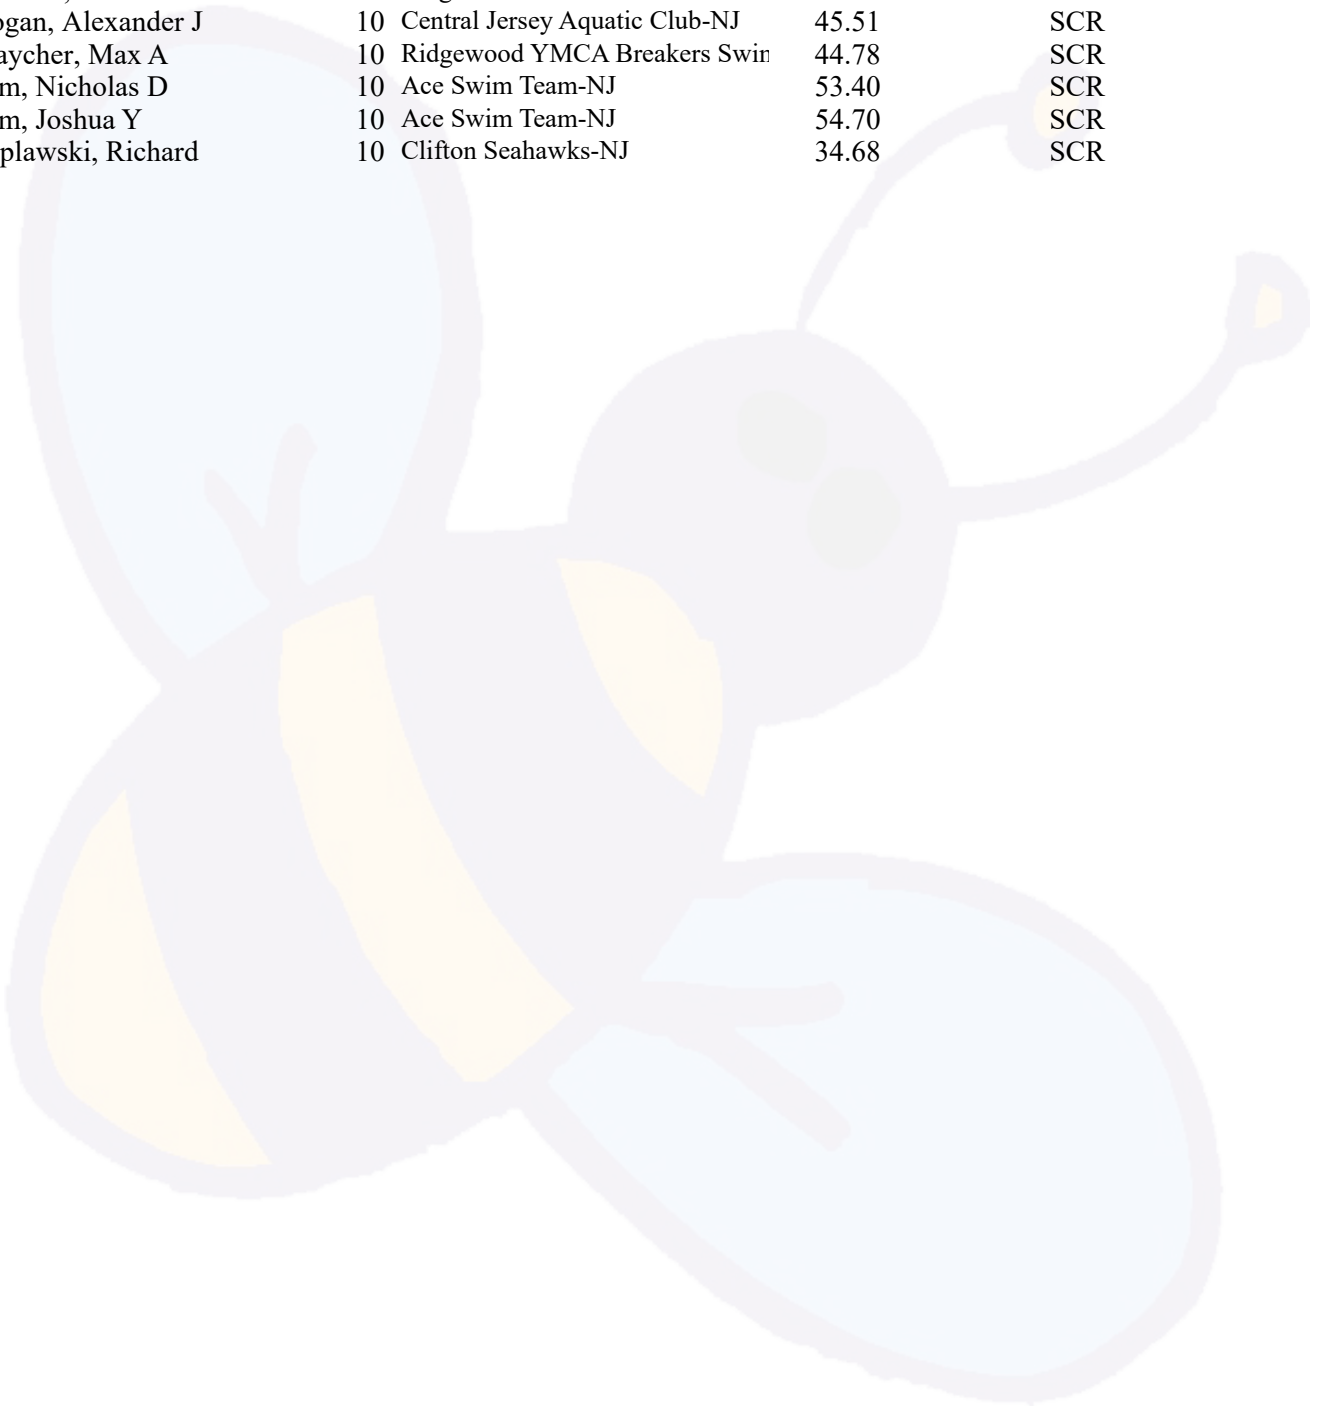 ogan, Alexander J 10 Central Jersey Aquatic Club-NJ 45.51 SCR
aycher, Max A 10 Ridgewood YMCA Breakers Swin 44.78 SCR
m, Nicholas D 10 Ace Swim Team-NJ 53.40 SCR
m, Joshua Y 10 Ace Swim Team-NJ 54.70 SCR
plawski, Richard 10 Clifton Seahawks-NJ 34.68 SCR